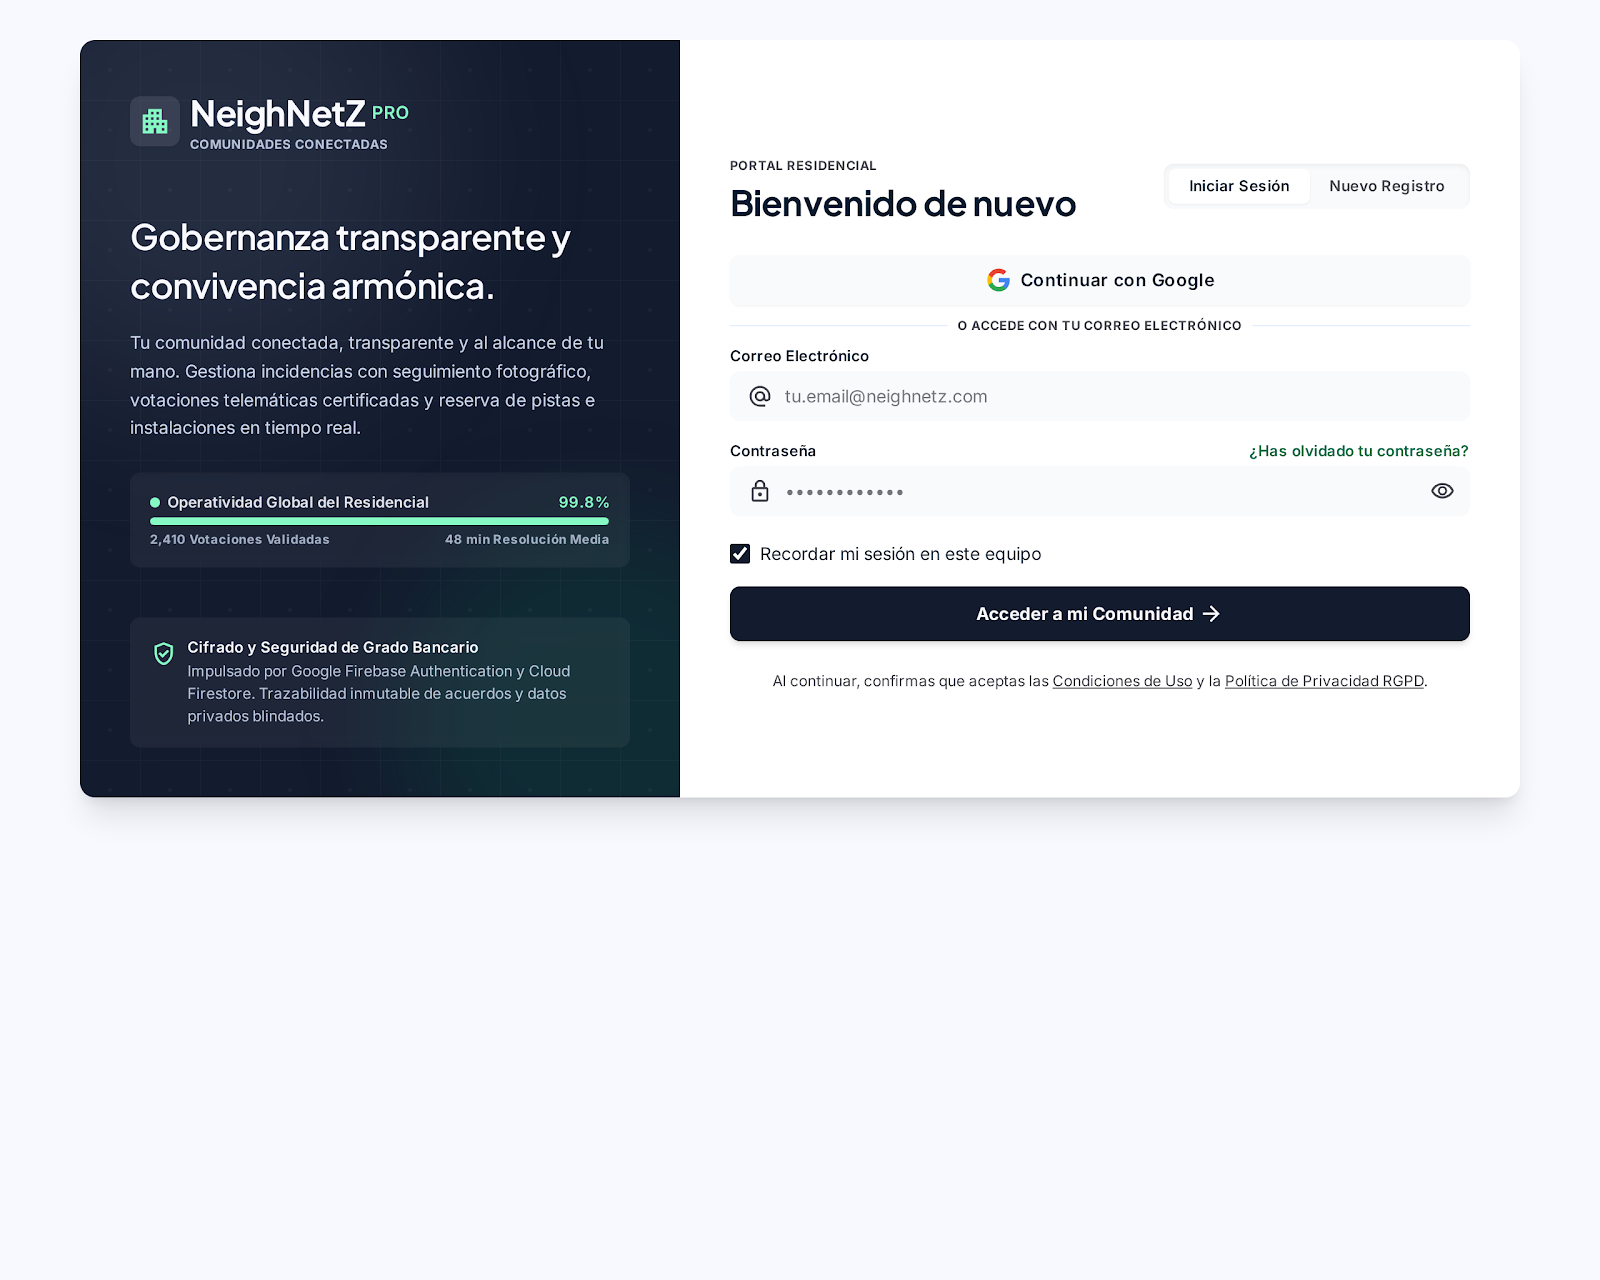 NeighNetZ PRO
COMUNIDADES CONECTADAS
Gobernanza transparente y
convivencia armónica.
Tu comunidad conectada, transparente y al alcance de tu
mano. Gestiona incidencias con seguimiento fotográfico,
votaciones telemáticas certificadas y reserva de pistas e
instalaciones en tiempo real.
Operatividad Global del Residencial 99.8%
2,410 Votaciones Validadas 48 min Resolución Media
Cifrado y Seguridad de Grado Bancario
Impulsado por Google Firebase Authentication y Cloud
Firestore. Trazabilidad inmutable de acuerdos y datos
privados blindados.
PORTAL RESIDENCIAL
Bienvenido de nuevo
Iniciar Sesión Nuevo Registro
Continuar con Google
O ACCEDE CON TU CORREO ELECTRÓNICO
Correo Electrónico
tu.email@neighnetz.com
Contraseña ¿Has olvidado tu contraseña?
••••••••••••
Recordar mi sesión en este equipo
Acceder a mi Comunidad →
Al continuar, confirmas que aceptas las Condiciones de Uso y la Política de Privacidad RGPD.